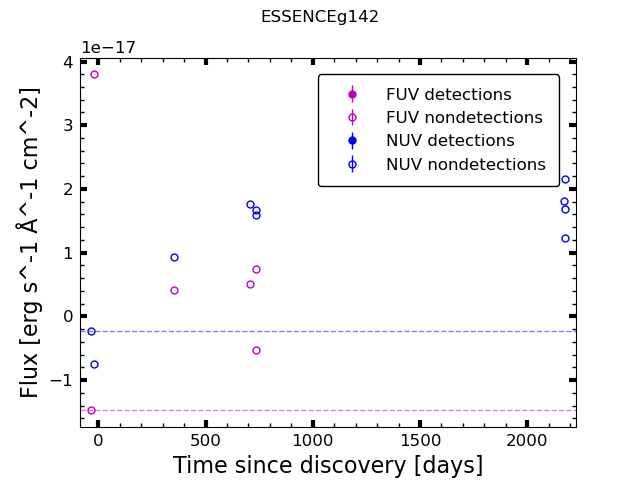 ESSENCEg142
1e−17
4
3
2
1
0
−1
0
500
1000
1500
2000
Time since discovery [days]
Flux [erg s^-1 Å^-1 cm^-2]
FUV detections
FUV nondetections
NUV detections
NUV nondetections